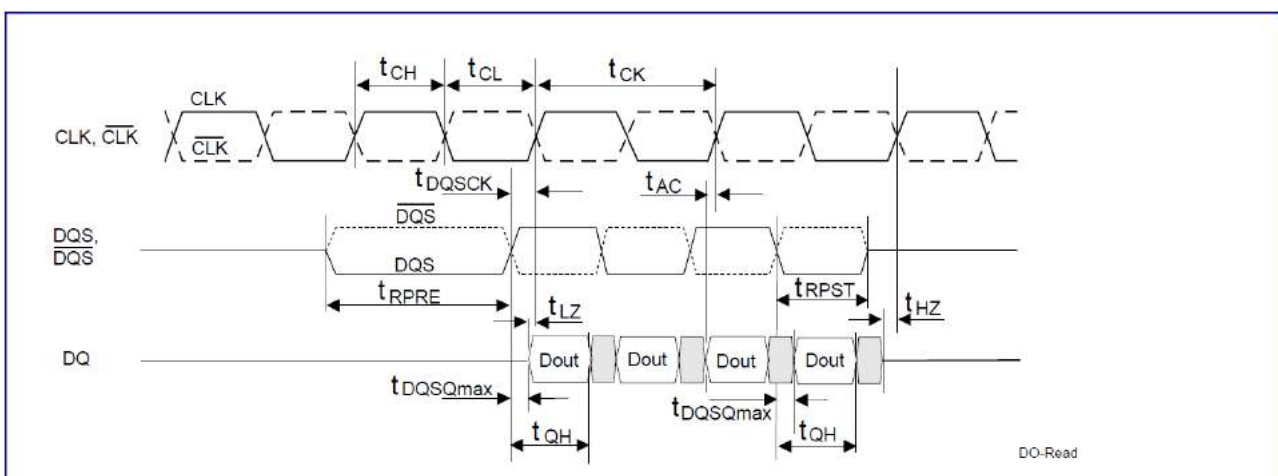 tCH tCL tCK
CLK
CLK, CLK
CLK
tDQSCK tAC
DQS
DQS,
DQS
DQS
tRPRE tRPST
tLZ tHZ
DQ Dout Dout Dout Dout
tDQSQmax tDQSQmax
tQH tQH
DO-Read